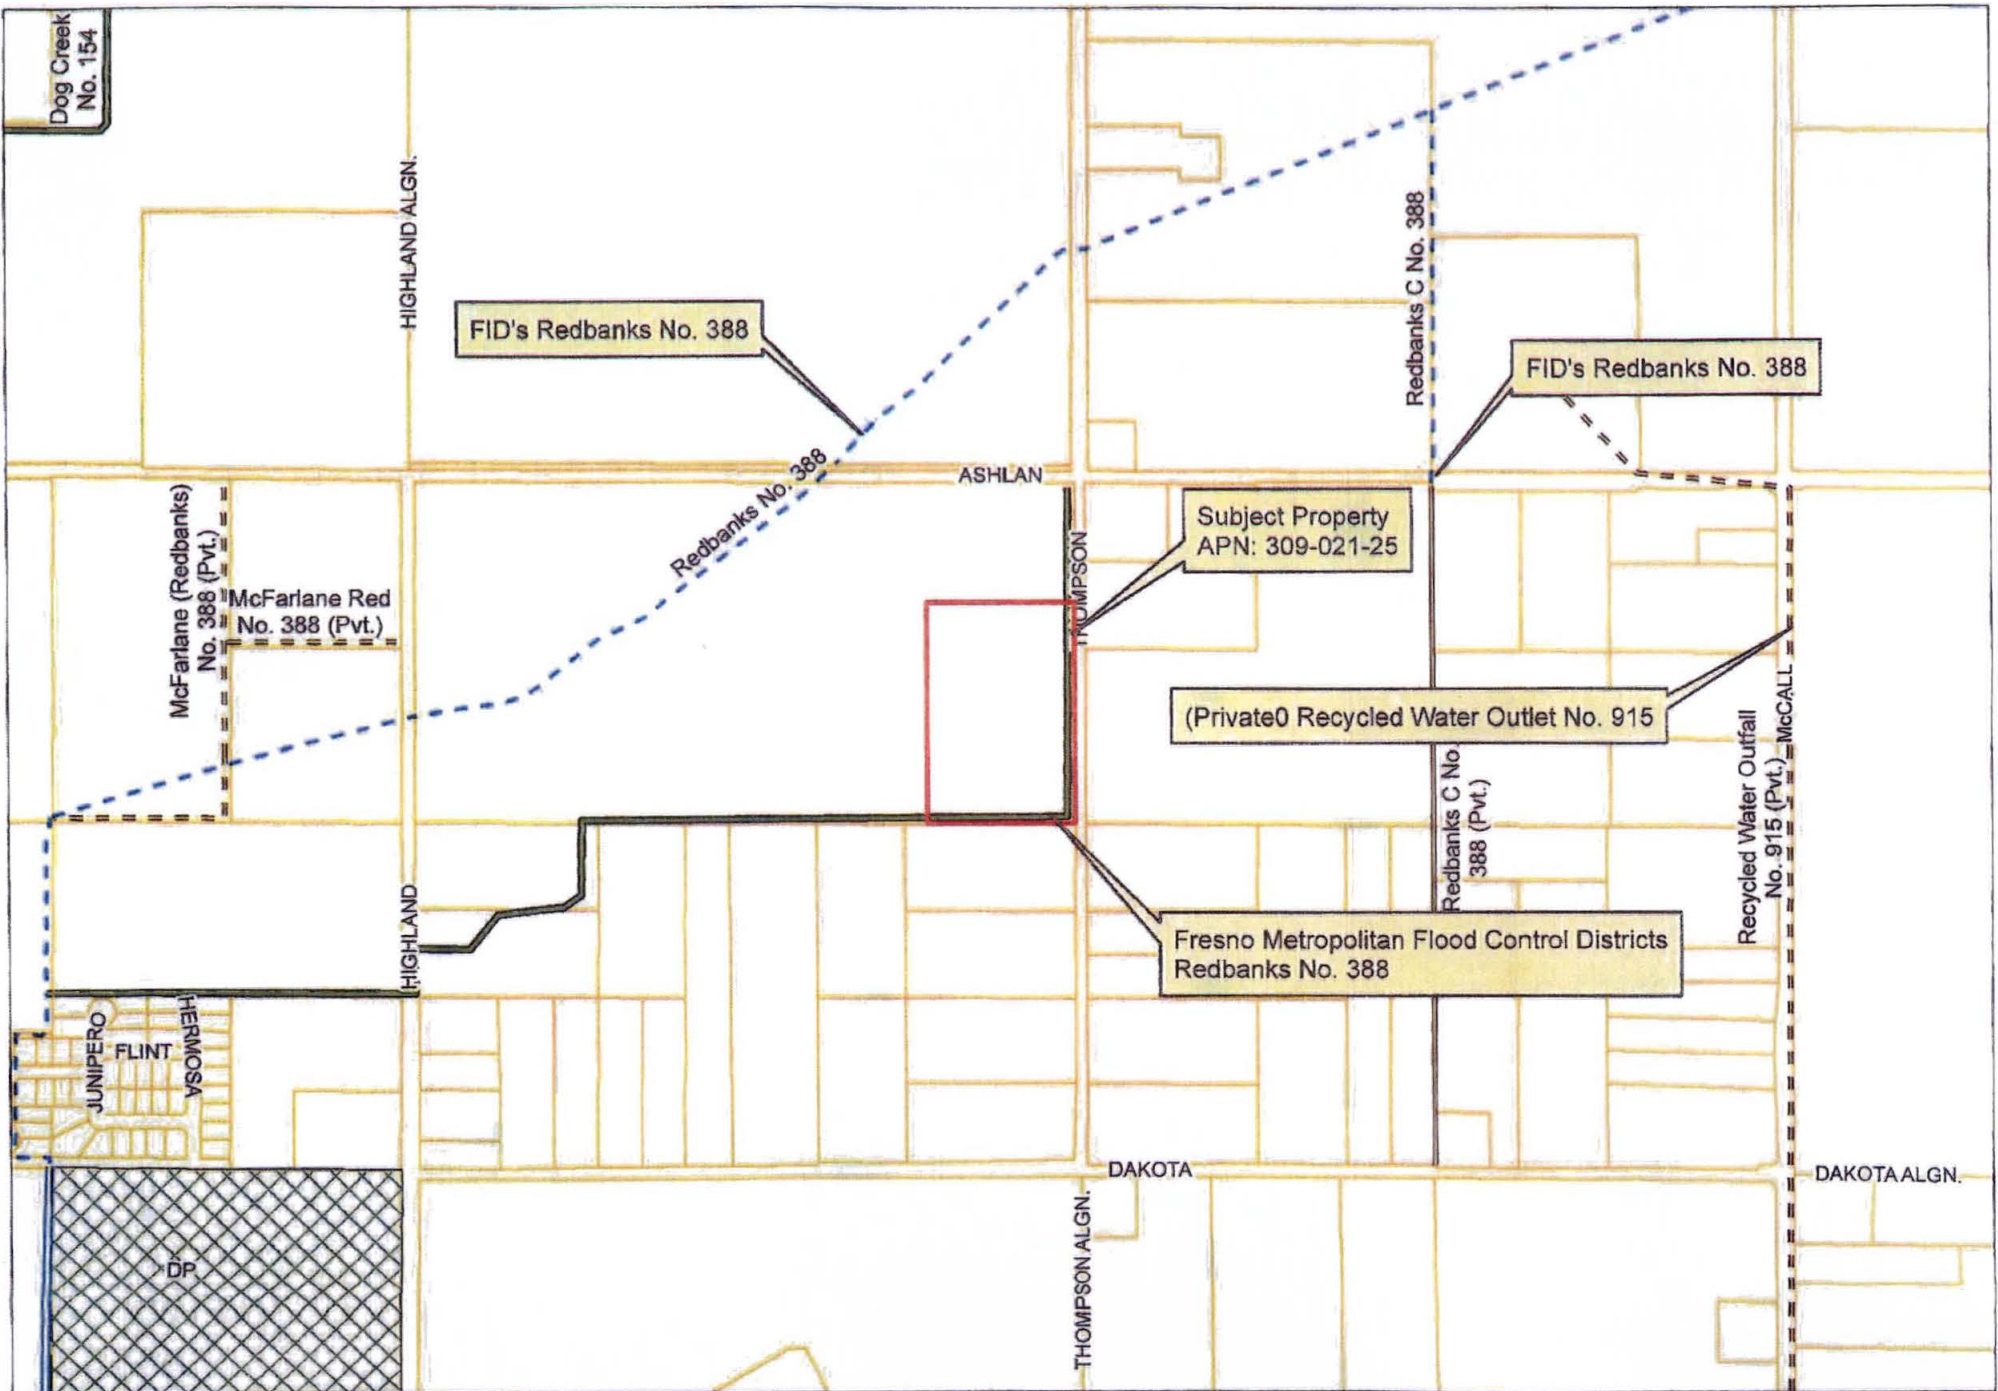 Dog Creek
No. 154
HIGHLAND ALGN.
FID's Redbanks No. 388
Redbanks C No. 388
FID's Redbanks No. 388
Redbanks No. 388
ASHLAN
McFarlane (Redbanks)
No. 388 (Pvt.)
McFarlane Red
No. 388 (Pvt.)
THOMPSON
Subject Property
APN: 309-021-25
(Private0 Recycled Water Outlet No. 915
McCALL
Redbanks C No.
388 (Pvt.)
Recycled Water Outfall
No. 915 (Pvt.)
HIGHLAND
Fresno Metropolitan Flood Control Districts
Redbanks No. 388
JUNIPERO
FLINT
HERMOSA
DAKOTA
DAKOTA ALGN.
THOMPSON ALGN.
DP